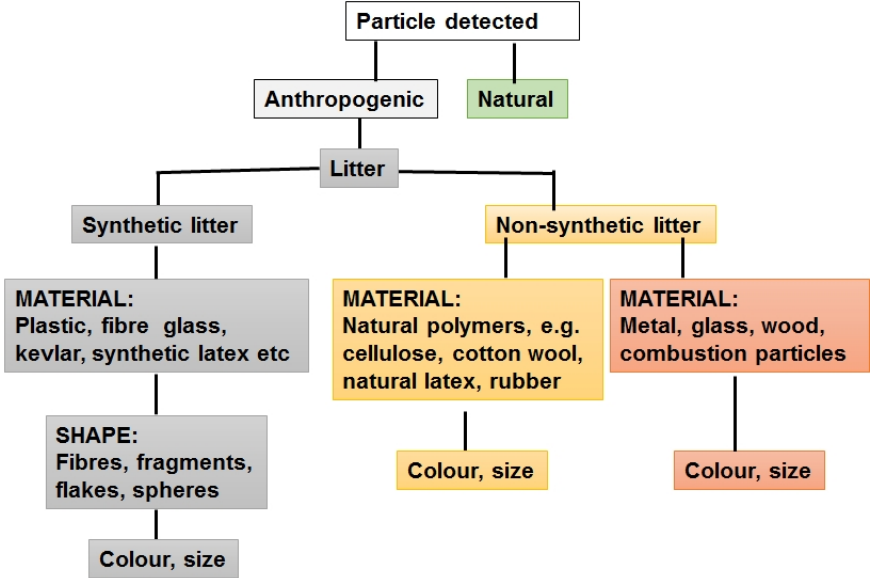 Particle detected
Anthropogenic
Natural
Litter
Synthetic litter
Non-synthetic litter
MATERIAL:
Plastic, fibre glass,
kevlar, synthetic latex etc
MATERIAL:
Natural polymers, e.g.
cellulose, cotton wool,
natural latex, rubber
MATERIAL:
Metal, glass, wood,
combustion particles
SHAPE:
Fibres, fragments,
flakes, spheres
Colour, size
Colour, size
Colour, size